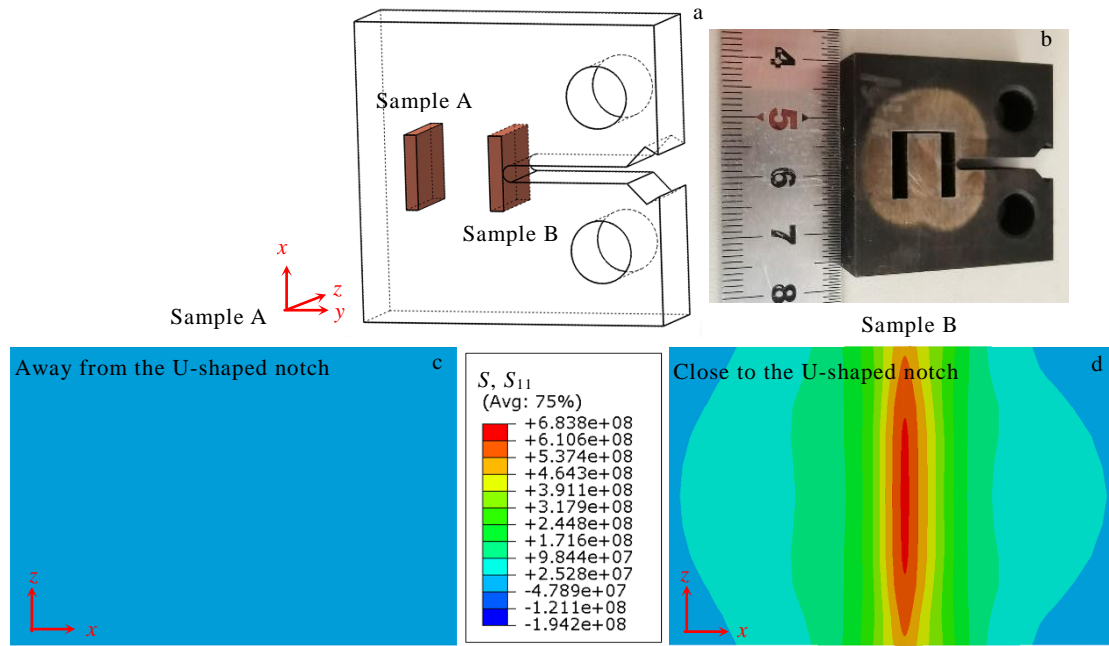 a
Sample A
Sample B
x
z
y
b
4
5
6
7
8
Sample A
Sample B
Away from the U-shaped notch
c
z
x
S, S11
(Avg: 75%)
+6.838e+08
+6.106e+08
+5.374e+08
+4.643e+08
+3.911e+08
+3.179e+08
+2.448e+08
+1.716e+08
+9.844e+07
+2.528e+07
-4.789e+07
-1.211e+08
-1.942e+08
Close to the U-shaped notch
d
z
x